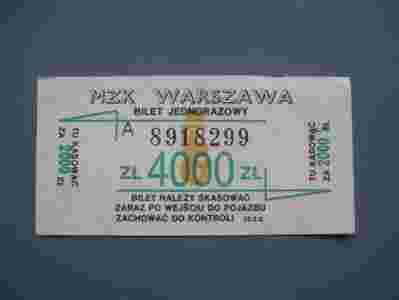 MZK WARSZAWA
BILET JEDNORAZOWY
A 8918299
ZŁ 4000 ZŁ
BILET NALEŻY SKASOWAĆ
ZARAZ PO WEJŚCIU DO POJAZDU
ZACHOWAĆ DO KONTROLI
TU KASOWAĆ
ZA 2000 ZŁ
TU KASOWAĆ
ZA 2000 ZŁ